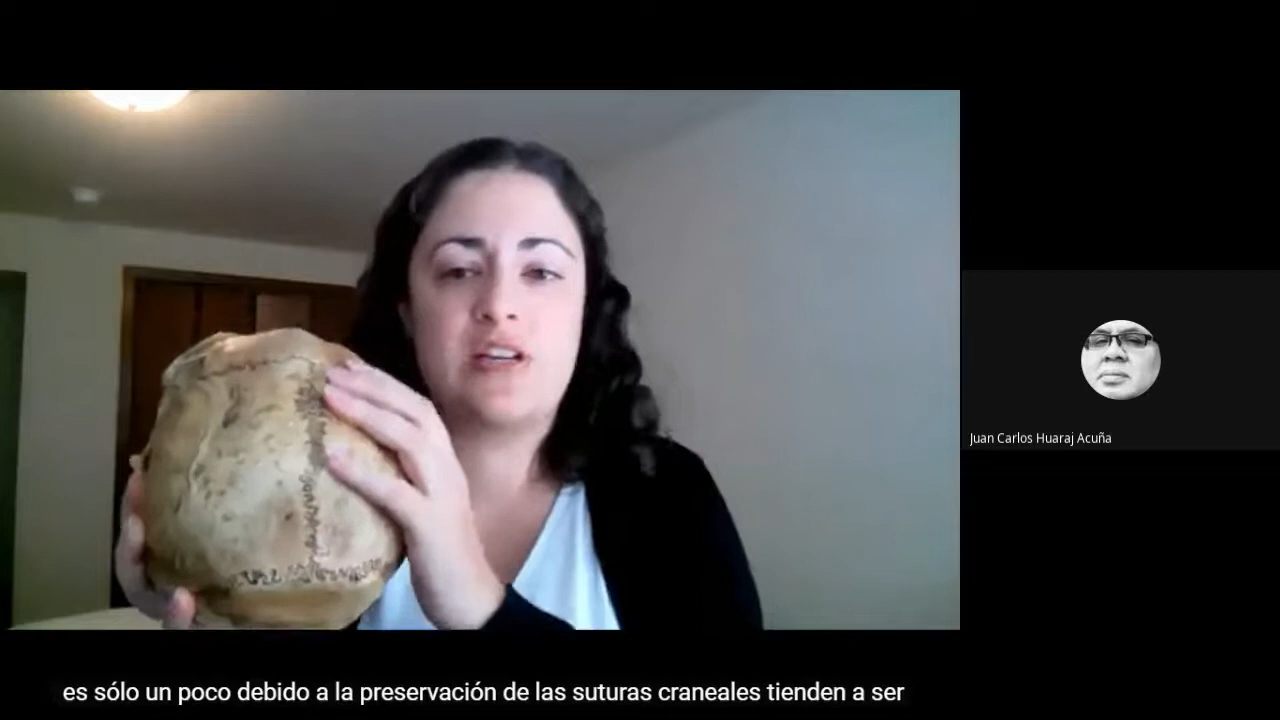 Juan Carlos Huaraj Acuña
es sólo un poco debido a la preservación de las suturas craneales tienden a ser